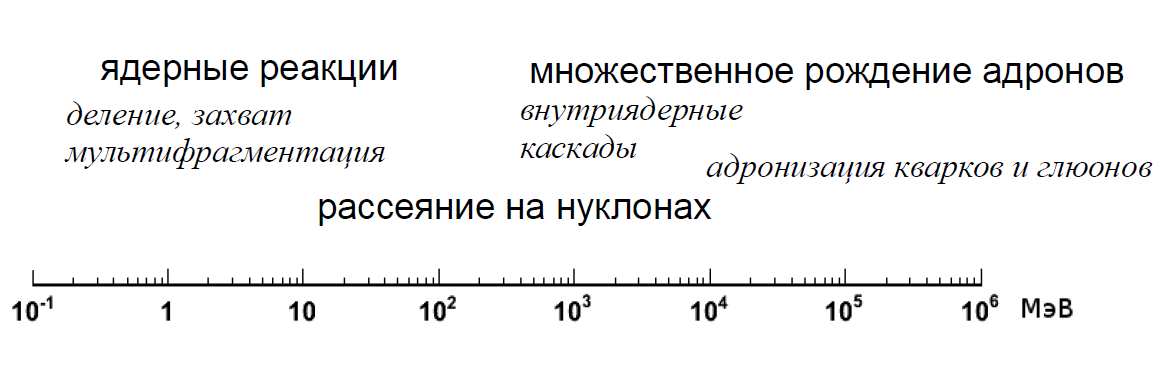 ядерные реакции
множественное рождение адронов
деление, захват
внутриядерные
мультифрагментация
каскады
адронизация кварков и глюонов
рассеяние на нуклонах
10⁻¹ 1 10 10² 10³ 10⁴ 10⁵ 10⁶ МэВ